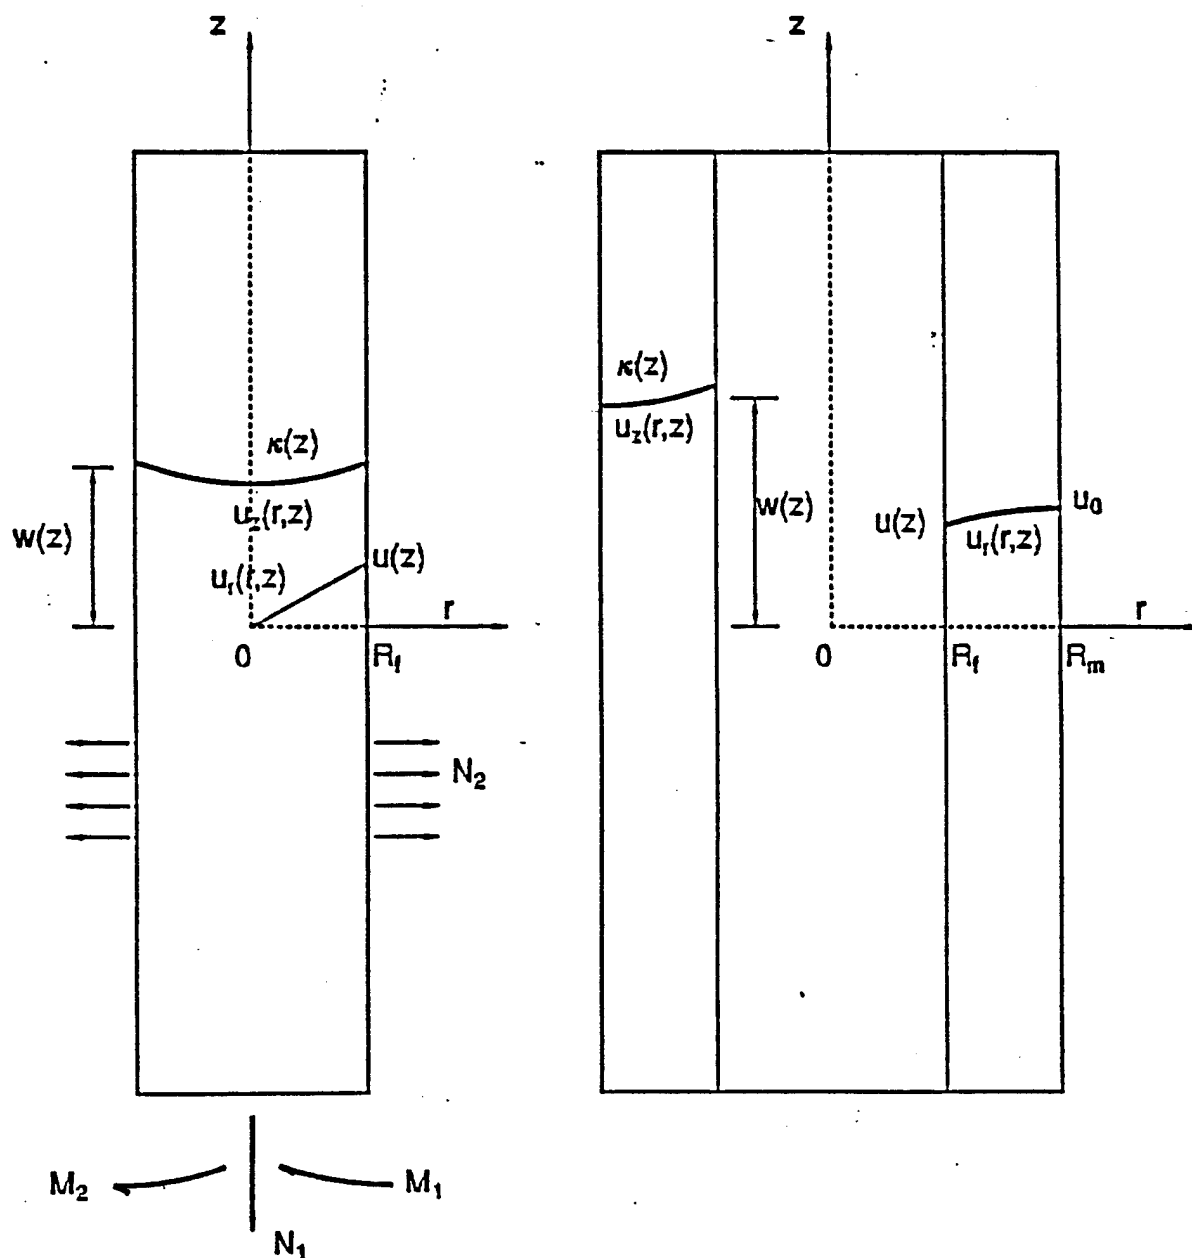 z
κ(z)
u_z(r,z)
w(z)
u_r(r,z)
u(z)
r
0
R_f
N_2
M_2
M_1
N_1
z
κ(z)
u_z(r,z)
w(z)
u(z)
u_0
u_r(r,z)
r
0
R_f
R_m